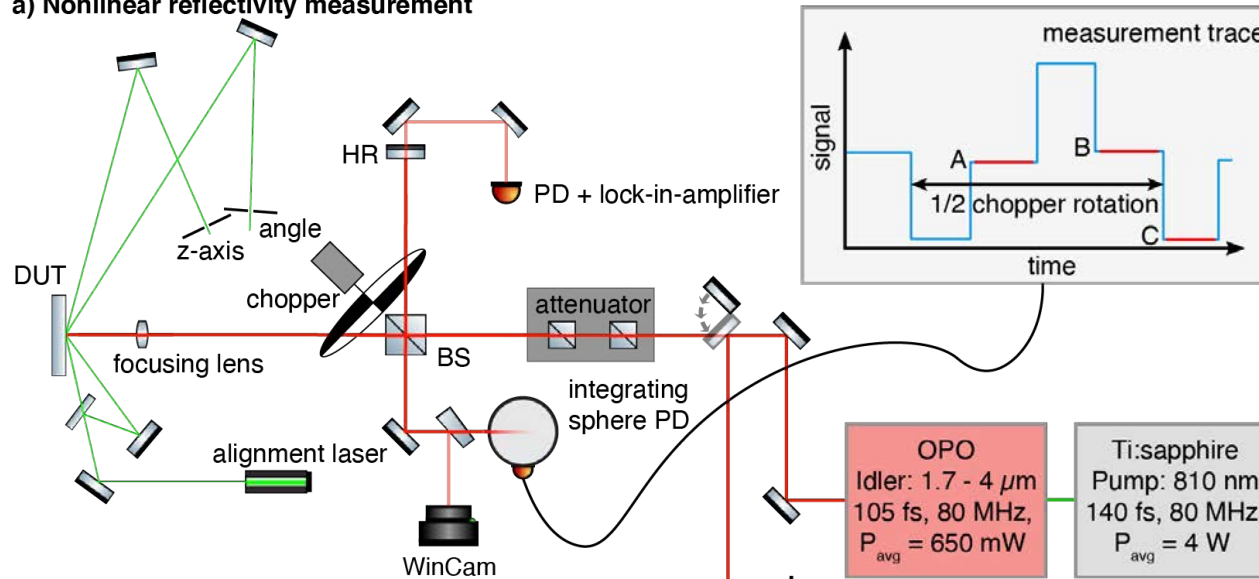 a) Nonlinear reflectivity measurement
measurement trace
signal
A
B
C
1/2 chopper rotation
time
HR
PD + lock-in-amplifier
angle
z-axis
DUT
chopper
attenuator
focusing lens
BS
integrating
sphere PD
alignment laser
WinCam
OPO
Idler: 1.7 - 4 µm
105 fs, 80 MHz,
Pavg = 650 mW
Ti:sapphire
Pump: 810 nm
140 fs, 80 MHz
Pavg = 4 W